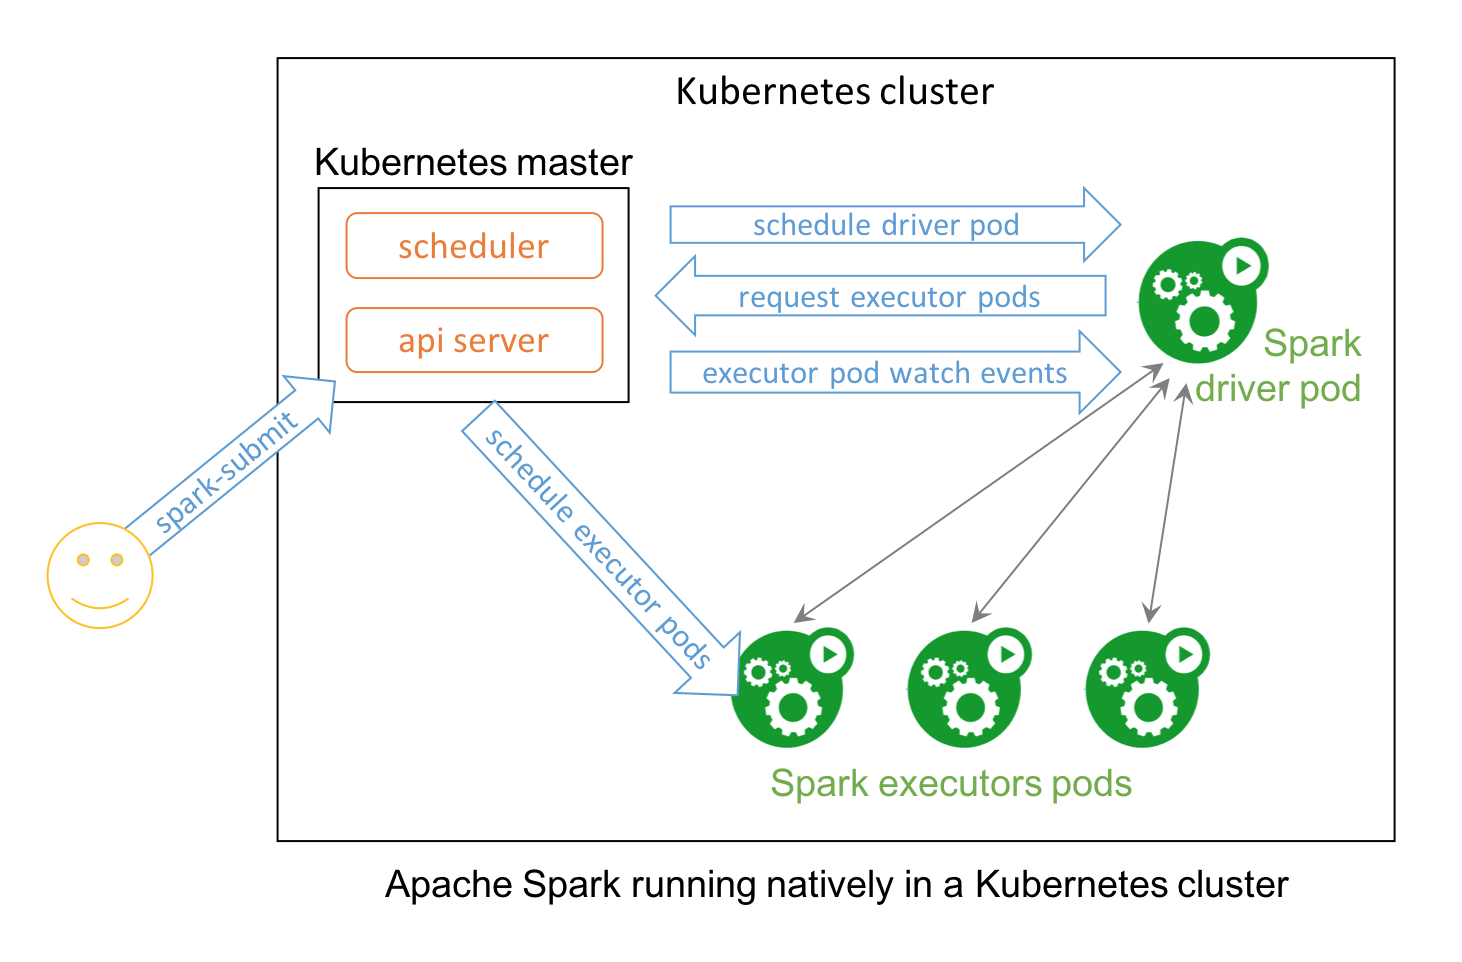 Kubernetes cluster
Kubernetes master
scheduler
api server
schedule driver pod
request executor pods
executor pod watch events
Spark
driver pod
spark-submit
schedule executor pods
Spark executors pods
Apache Spark running natively in a Kubernetes cluster